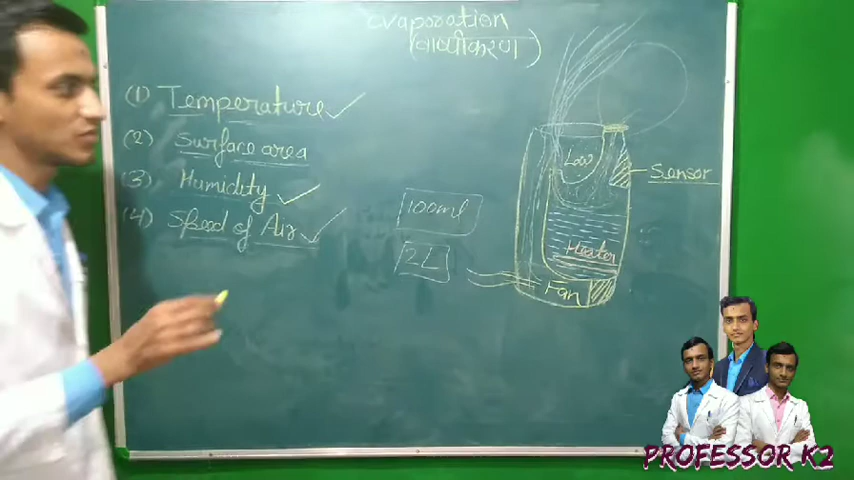 evaporation
(वाष्पीकरण)
(1) Temperature ✓
(2) Surface area
(3) Humidity ✓
(4) Speed of Air ✓
100ml
2L
Low
Sensor
Heater
Fan
PROFESSOR K2